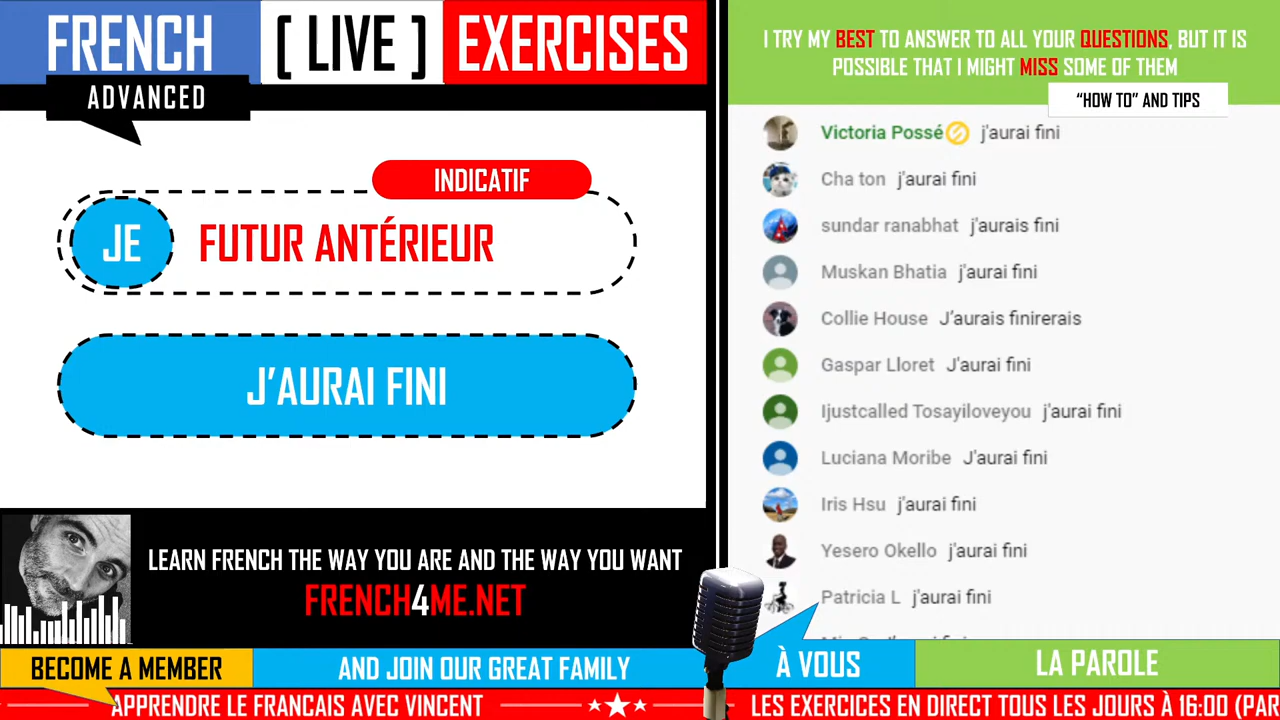 FRENCH [ LIVE ] EXERCISES
ADVANCED
INDICATIF
JE FUTUR ANTÉRIEUR
J'AURAI FINI
LEARN FRENCH THE WAY YOU ARE AND THE WAY YOU WANT
FRENCH4ME.NET
BECOME A MEMBER AND JOIN OUR GREAT FAMILY
I TRY MY BEST TO ANSWER TO ALL YOUR QUESTIONS, BUT IT IS
POSSIBLE THAT I MIGHT MISS SOME OF THEM
“HOW TO” AND TIPS
Victoria Possé j'aurai fini
Cha ton j'aurai fini
sundar ranabhat j'aurais fini
Muskan Bhatia j'aurai fini
Collie House J'aurais finirerais
Gaspar Lloret J'aurai fini
Ijustcalled Tosayiloveyou j'aurai fini
Luciana Moribe J'aurai fini
Iris Hsu j'aurai fini
Yesero Okello j'aurai fini
Patricia L j'aurai fini
À VOUS LA PAROLE
APPRENDRE LE FRANCAIS AVEC VINCENT LES EXERCICES EN DIRECT TOUS LES JOURS À 16:00 (PAR